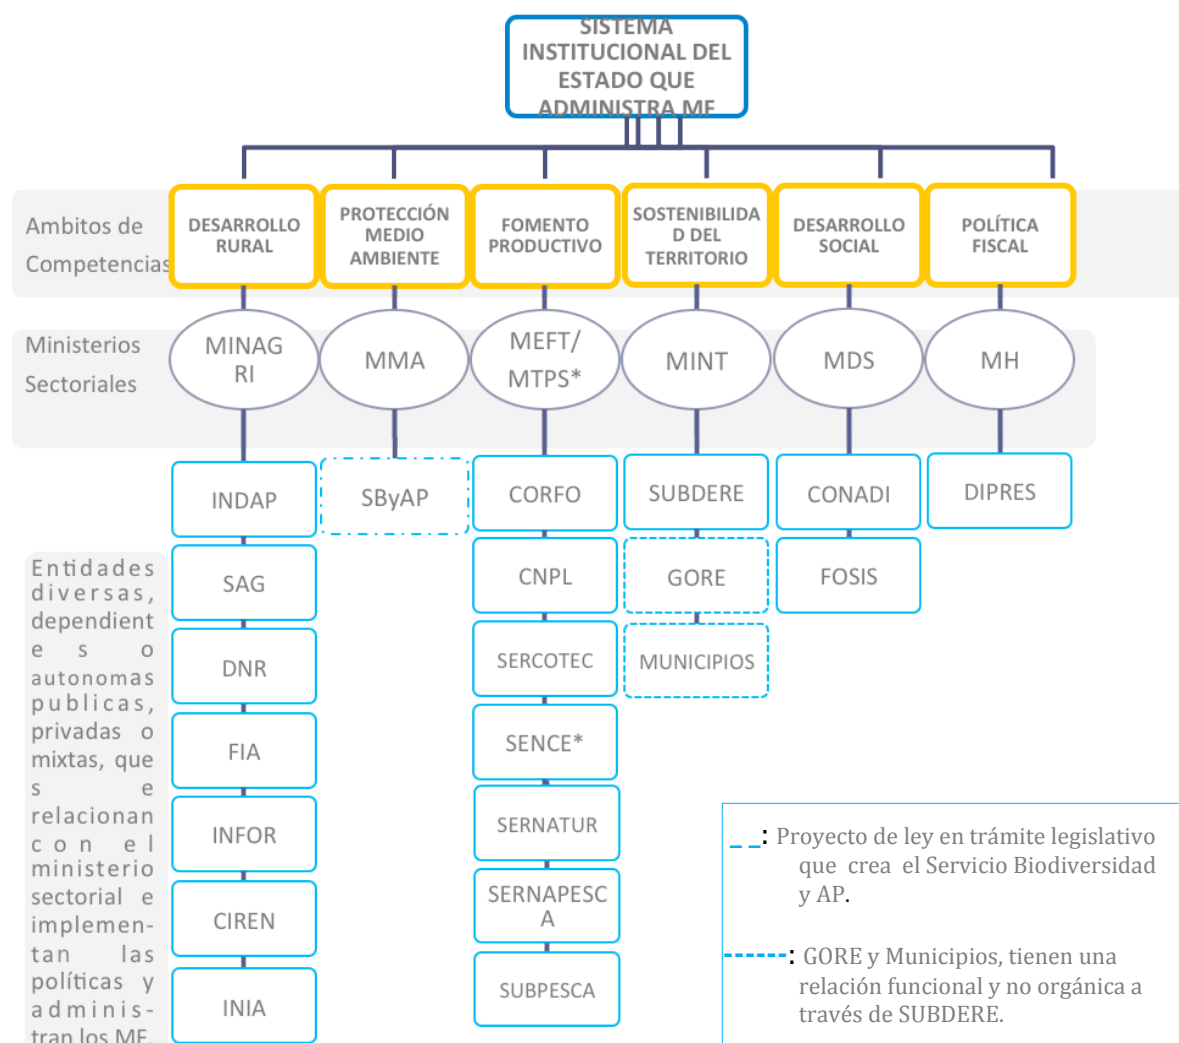 SISTEMA
INSTITUCIONAL DEL
ESTADO QUE
ADMINISTRA MF
Ambitos de
Competencias
DESARROLLO
RURAL
PROTECCIÓN
MEDIO
AMBIENTE
FOMENTO
PRODUCTIVO
SOSTENIBILIDA
D DEL
TERRITORIO
DESARROLLO
SOCIAL
POLÍTICA
FISCAL
Ministerios
Sectoriales
MINAG
RI
MMA
MEFT/
MTPS*
MINT
MDS
MH
INDAP
SByAP
CORFO
SUBDERE
CONADI
DIPRES
SAG
CNPL
GORE
FOSIS
DNR
SERCOTEC
MUNICIPIOS
FIA
SENCE*
INFOR
SERNATUR
CIREN
SERNAPESC
A
INIA
SUBPESCA
Entidades
diversas,
dependient
e s o
autonomas
publicas,
privadas o
mixtas, que
s e
relacionan
con el
ministerio
sectorial e
implemen-
tan las
políticas y
adminis-
tran los MF.
_ _: Proyecto de ley en trámite legislativo
que crea el Servicio Biodiversidad
y AP.
------: GORE y Municipios, tienen una
relación funcional y no orgánica a
través de SUBDERE.